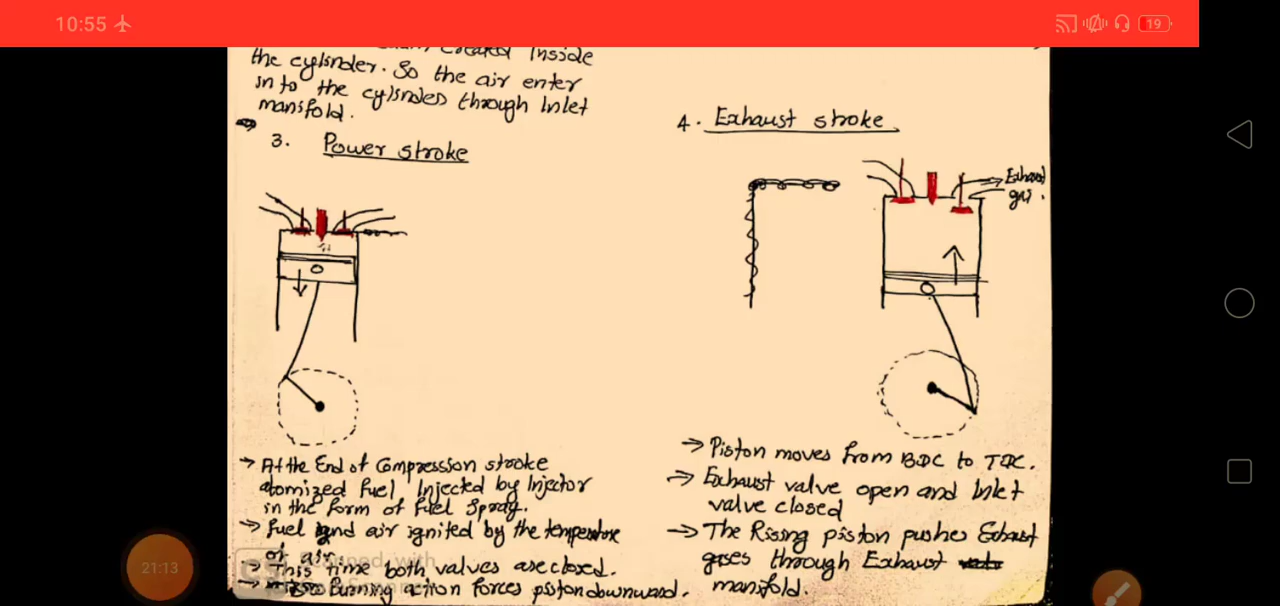 10:55
19
Created Inside
the cylinder. So the air enter
in to the cylinder through Inlet
manifold.
3. Power stroke
→ At the End of Compression stroke
atomized fuel Injected by Injector
in the form of fuel spray.
→ fuel and air ignited by the temperature
of air
→ This time both valves are closed.
→ Burning action forces piston downward.
21:13
4. Exhaust stroke
Exhaust
gas.
→ Piston moves from BDC to TDC.
→ Exhaust valve open and Inlet
valve closed
→ The Rising piston pushes Exhaust
gases through Exhaust
manifold.